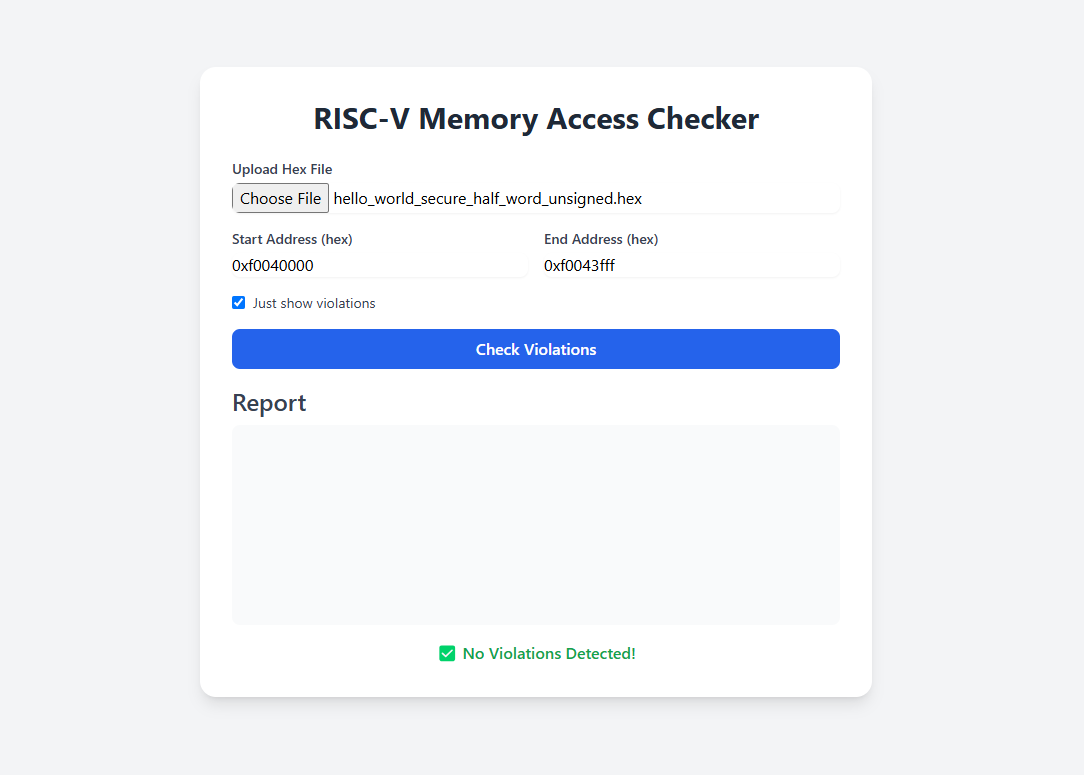 RISC-V Memory Access Checker
Upload Hex File
Choose File hello_world_secure_half_word_unsigned.hex
Start Address (hex) End Address (hex)
0xf0040000 0xf0043fff
Just show violations
Check Violations
Report
No Violations Detected!